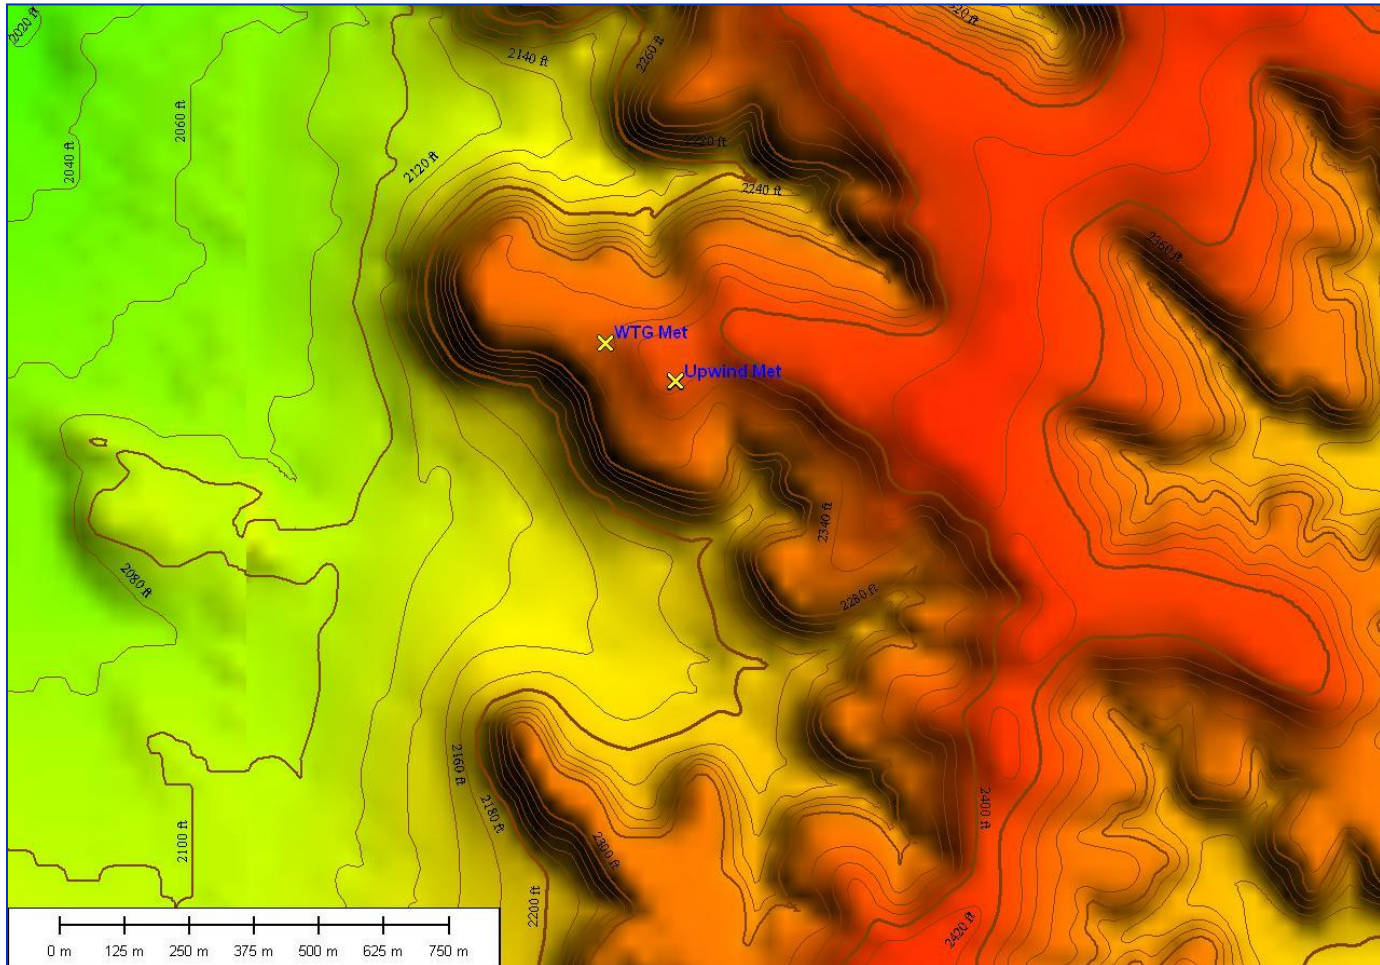 2020 ft
2040 ft
2060 ft
2120 ft
2140 ft
2260 ft
2220 ft
2240 ft
2360 ft
WTG Met
Upwind Met
2340 ft
2280 ft
2080 ft
2160 ft
2180 ft
2300 ft
2200 ft
2100 ft
2400 ft
2420 ft
0 m 125 m 250 m 375 m 500 m 625 m 750 m